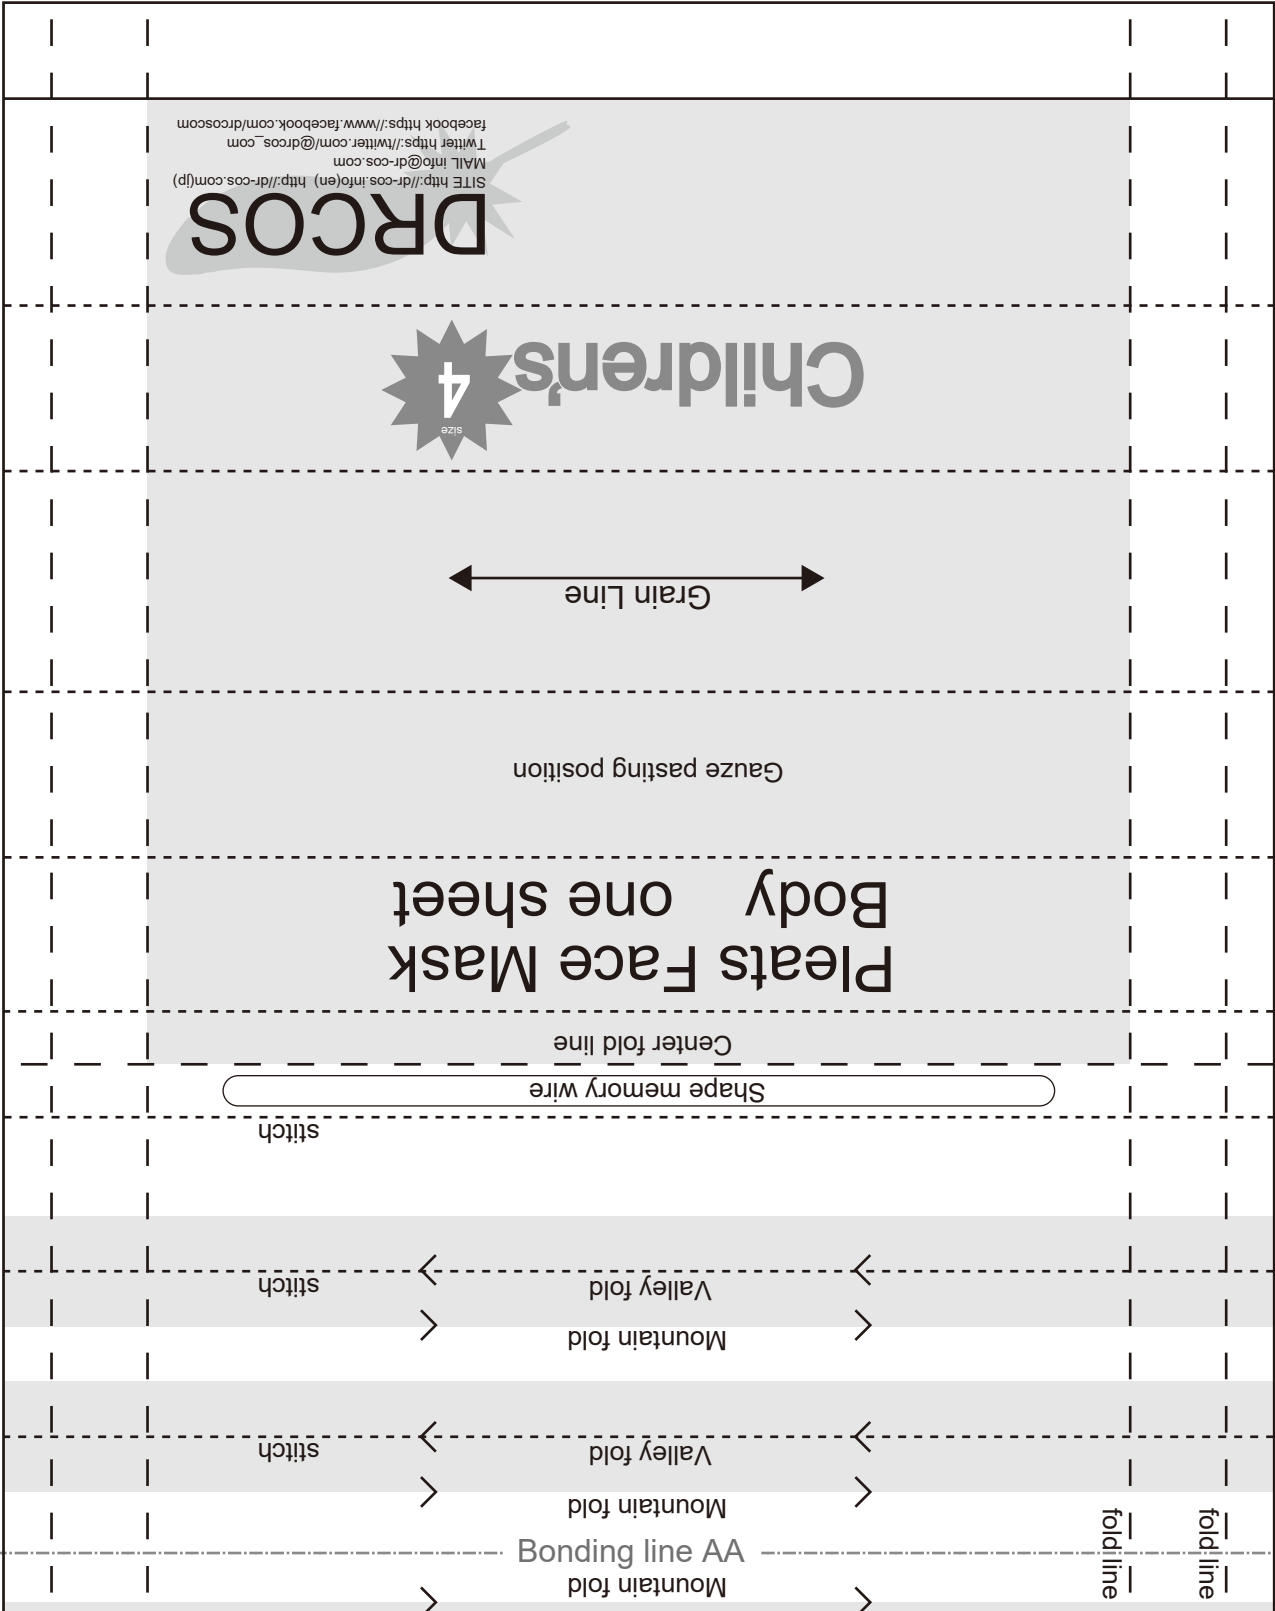 Mountain fold
Bonding line AA
fold line
fold line
Mountain fold
Valley fold
stitch
Mountain fold
Valley fold
stitch
stitch
Shape memory wire
Center fold line
Pleats Face Mask
Body one sheet
Gauze pasting position
Grain Line
Children's
size
4
DRCOS
SITE http://dr-cos.info(en) http://dr-cos.com(jp)
MAIL info@dr-cos.com
Twitter https://twitter.com/@drcos_com
facebook https://www.facebook.com/drcoscom